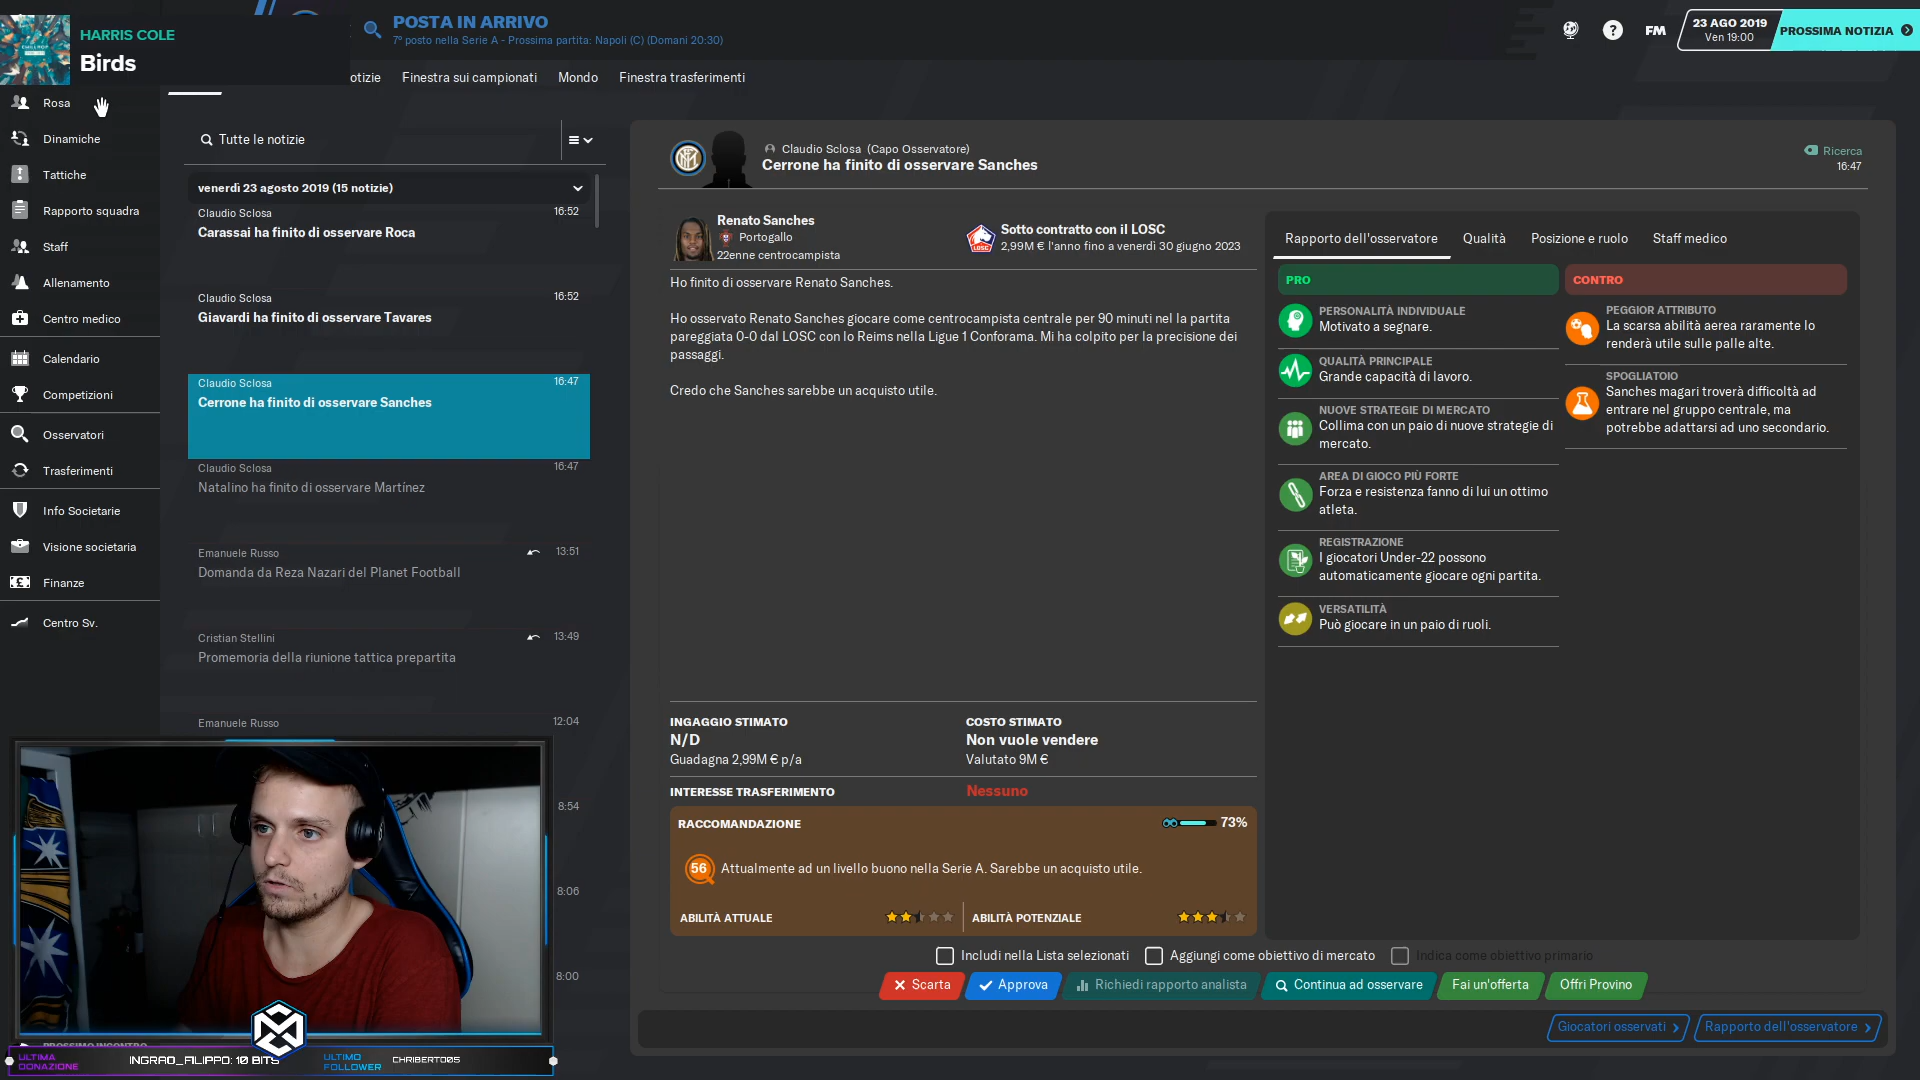 HARRIS COLE
Birds
POSTA IN ARRIVO
7° posto nella Serie A - Prossima partita: Napoli (C) (Domani 20:30)
FM
23 AGO 2019
Ven 19:00
PROSSIMA NOTIZIA
otizie
Finestra sui campionati
Mondo
Finestra trasferimenti
Rosa
Dinamiche
Tattiche
Rapporto squadra
Staff
Allenamento
Centro medico
Calendario
Competizioni
Osservatori
Trasferimenti
Info Societarie
Visione societaria
Finanze
Centro Sv.
Tutte le notizie
venerdì 23 agosto 2019 (15 notizie)
Claudio Sclosa 16:52
Carassai ha finito di osservare Roca
Claudio Sclosa 16:52
Giavardi ha finito di osservare Tavares
Claudio Sclosa 16:47
Cerrone ha finito di osservare Sanches
Claudio Sclosa 16:47
Natalino ha finito di osservare Martínez
Emanuele Russo 13:51
Domanda da Reza Nazari del Planet Football
Cristian Stellini 13:49
Promemoria della riunione tattica prepartita
Emanuele Russo 12:04
8:54
8:06
8:00
Claudio Sclosa (Capo Osservatore)
Cerrone ha finito di osservare Sanches
Ricerca
16:47
Renato Sanches
Portogallo
22enne centrocampista
Sotto contratto con il LOSC
2,99M € l'anno fino a venerdì 30 giugno 2023
Ho finito di osservare Renato Sanches.
Ho osservato Renato Sanches giocare come centrocampista centrale per 90 minuti nel la partita
pareggiata 0-0 dal LOSC con lo Reims nella Ligue 1 Conforama. Mi ha colpito per la precisione dei
passaggi.
Credo che Sanches sarebbe un acquisto utile.
INGAGGIO STIMATO
N/D
Guadagna 2,99M € p/a
COSTO STIMATO
Non vuole vendere
Valutato 9M €
INTERESSE TRASFERIMENTO
Nessuno
RACCOMANDAZIONE
73%
56
Attualmente ad un livello buono nella Serie A. Sarebbe un acquisto utile.
ABILITÀ ATTUALE
ABILITÀ POTENZIALE
Rapporto dell'osservatore
Qualità
Posizione e ruolo
Staff medico
PRO
PERSONALITÀ INDIVIDUALE
Motivato a segnare.
QUALITÀ PRINCIPALE
Grande capacità di lavoro.
NUOVE STRATEGIE DI MERCATO
Collima con un paio di nuove strategie di
mercato.
AREA DI GIOCO PIÙ FORTE
Forza e resistenza fanno di lui un ottimo
atleta.
REGISTRAZIONE
I giocatori Under-22 possono
automaticamente giocare ogni partita.
VERSATILITÀ
Può giocare in un paio di ruoli.
CONTRO
PEGGIOR ATTRIBUTO
La scarsa abilità aerea raramente lo
renderà utile sulle palle alte.
SPOGLIATOIO
Sanches magari troverà difficoltà ad
entrare nel gruppo centrale, ma
potrebbe adattarsi ad uno secondario.
Includi nella Lista selezionati
Aggiungi come obiettivo di mercato
Indica come obiettivo primario
Scarta
Approva
Richiedi rapporto analista
Continua ad osservare
Fai un'offerta
Offri Provino
Giocatori osservati
Rapporto dell'osservatore
ULTIMA
DONAZIONE
INGRAO_FILIPPO: 10 BITS
ULTIMO
FOLLOWER
CHRIBERTO05